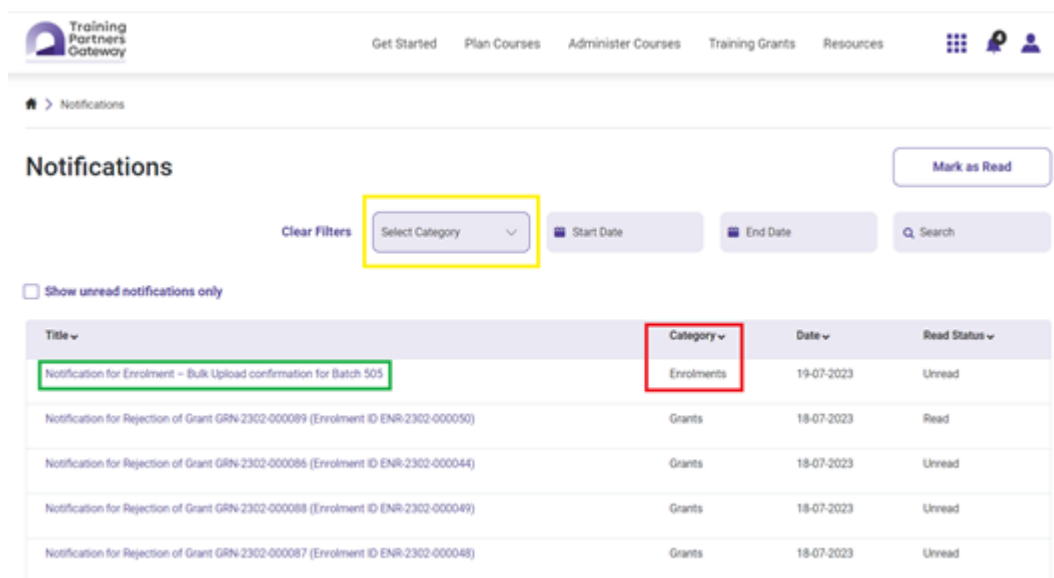 Training
Partners
Gateway
Get Started Plan Courses Administer Courses Training Grants Resources
Notifications
Notifications
Mark as Read
Clear Filters Select Category Start Date End Date Search
Show unread notifications only
Title Category Date Read Status
Notification for Enrolment – Bulk Upload confirmation for Batch 505 Enrolments 19-07-2023 Unread
Notification for Rejection of Grant GRN-2302-000089 (Enrolment ID ENR-2302-000050) Grants 18-07-2023 Read
Notification for Rejection of Grant GRN-2302-000086 (Enrolment ID ENR-2302-000044) Grants 18-07-2023 Unread
Notification for Rejection of Grant GRN-2302-000088 (Enrolment ID ENR-2302-000049) Grants 18-07-2023 Unread
Notification for Rejection of Grant GRN-2302-000087 (Enrolment ID ENR-2302-000048) Grants 18-07-2023 Unread